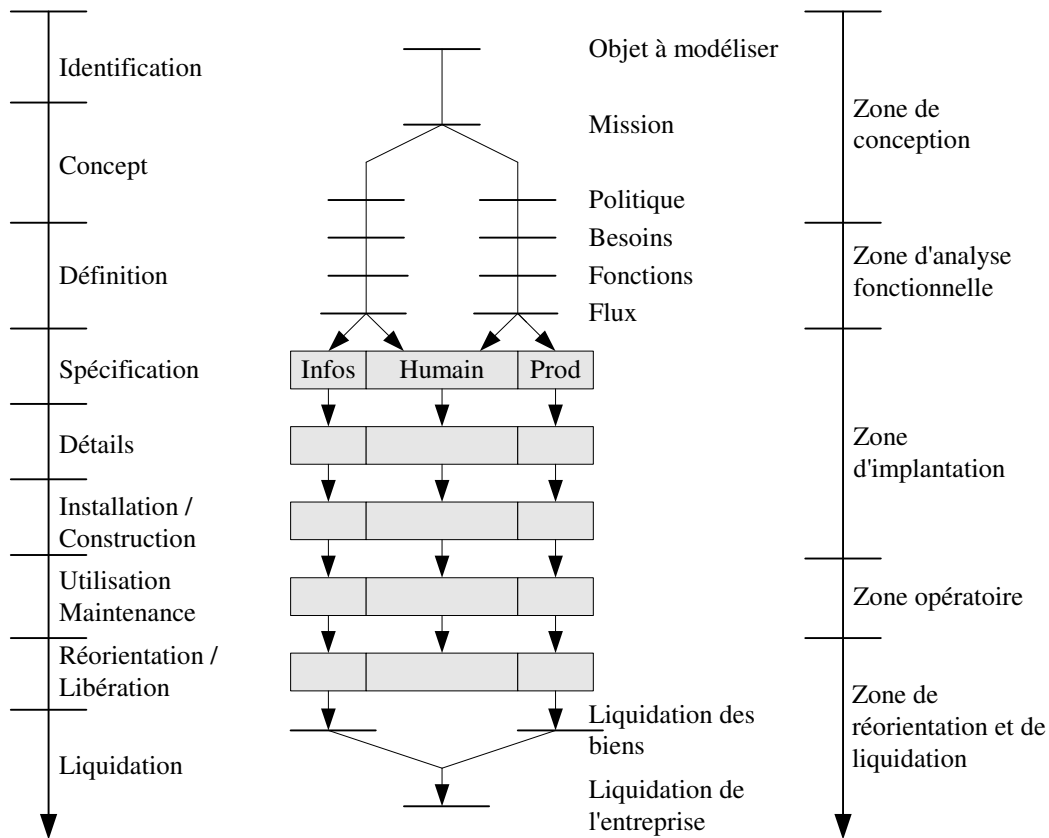 Identification
Concept
Définition
Spécification
Détails
Installation /
Construction
Utilisation
Maintenance
Réorientation /
Libération
Liquidation
Objet à modéliser
Mission
Politique
Besoins
Fonctions
Flux
Infos
Humain
Prod
Liquidation des
biens
Liquidation de
l'entreprise
Zone de
conception
Zone d'analyse
fonctionnelle
Zone
d'implantation
Zone opératoire
Zone de
réorientation et de
liquidation